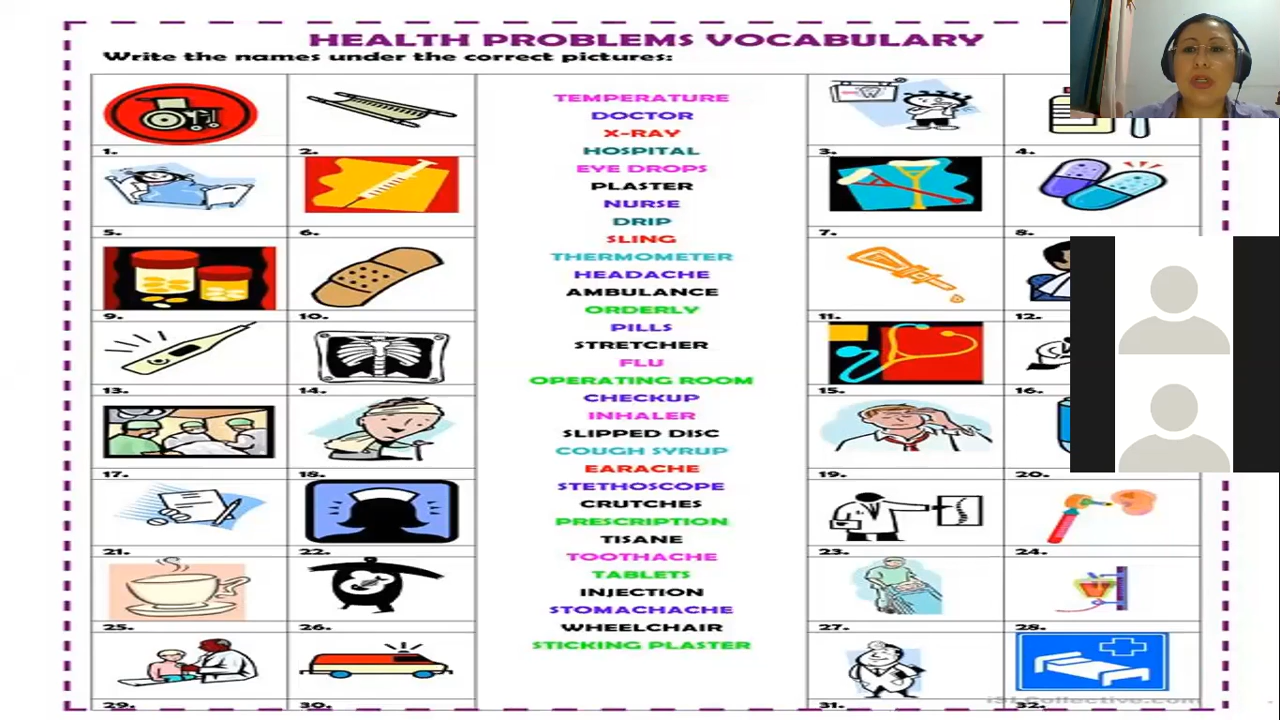 HEALTH PROBLEMS VOCABULARY
Write the names under the correct pictures:
TEMPERATURE
DOCTOR
X-RAY
HOSPITAL
EYE DROPS
PLASTER
NURSE
DRIP
SLING
THERMOMETER
HEADACHE
AMBULANCE
ORDERLY
PILLS
STRETCHER
FLU
OPERATING ROOM
CHECKUP
INHALER
SLIPPED DISC
COUGH SYRUP
EARACHE
STETHOSCOPE
CRUTCHES
PRESCRIPTION
TISANE
TOOTHACHE
TABLETS
INJECTION
STOMACHACHE
WHEELCHAIR
STICKING PLASTER
1. 2. 3. 4.
5. 6. 7. 8.
9. 10. 11. 12.
13. 14. 15. 16.
17. 18. 19. 20.
21. 22. 23. 24.
25. 26. 27. 28.
29. 30. 31. 32.
iSLCollective.com